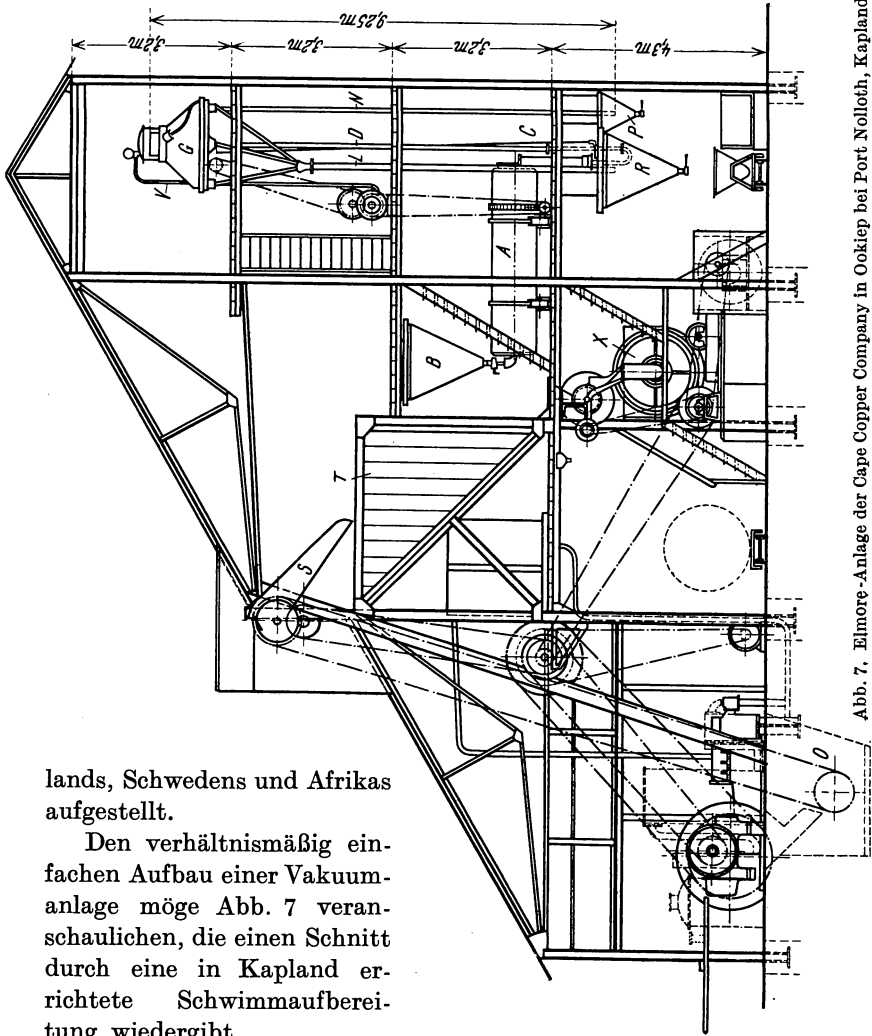 9,25m
3,2m
3,2m
3,2m
4,3m
N
G
D
C
L
K
P
R
A
B
X
T
S
O
Abb. 7. Elmore-Anlage der Cape Copper Company in Ookiep bei Port Nolloth, Kapland
lands, Schwedens und Afrikas
aufgestellt.
Den verhältnismäßig ein-
fachen Aufbau einer Vakuum-
anlage möge Abb. 7 veran-
schaulichen, die einen Schnitt
durch eine in Kapland er-
richtete Schwimmaufberei-
tung wiedergibt